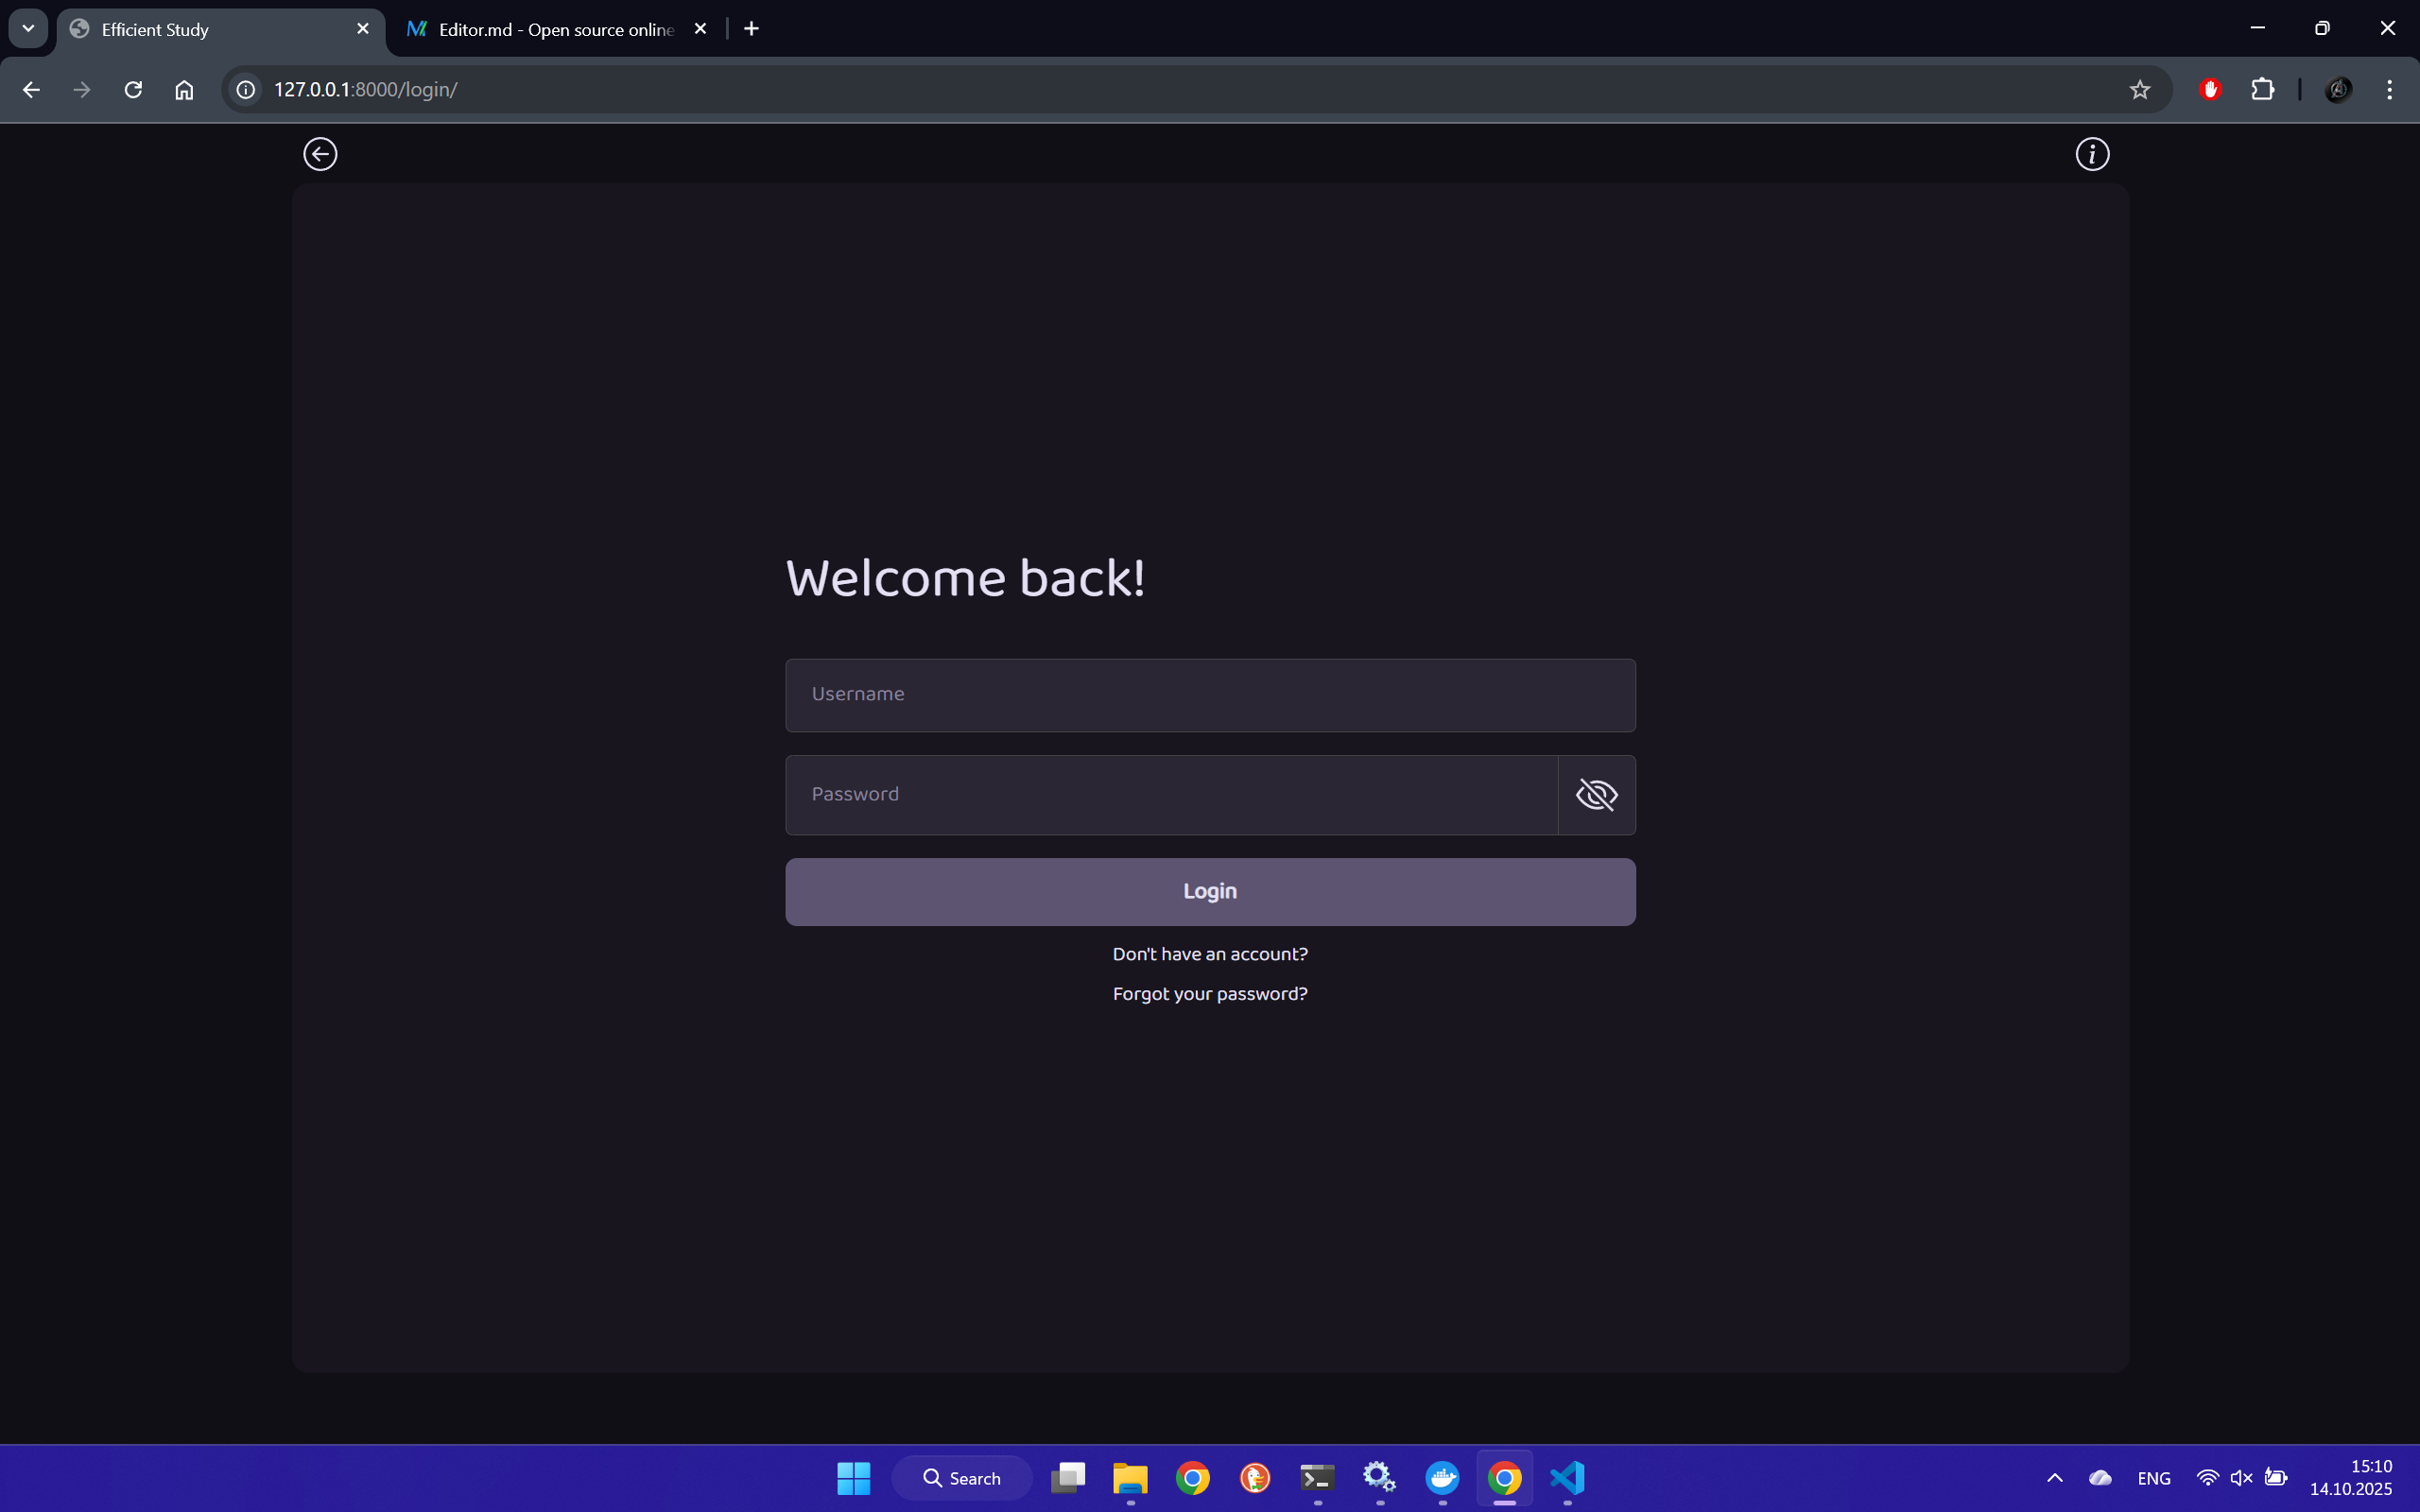 Efficient Study
Editor.md - Open source online
127.0.0.1:8000/login/
Welcome back!
Username
Password
Login
Don't have an account?
Forgot your password?
Search
ENG
15:10
14.10.2025